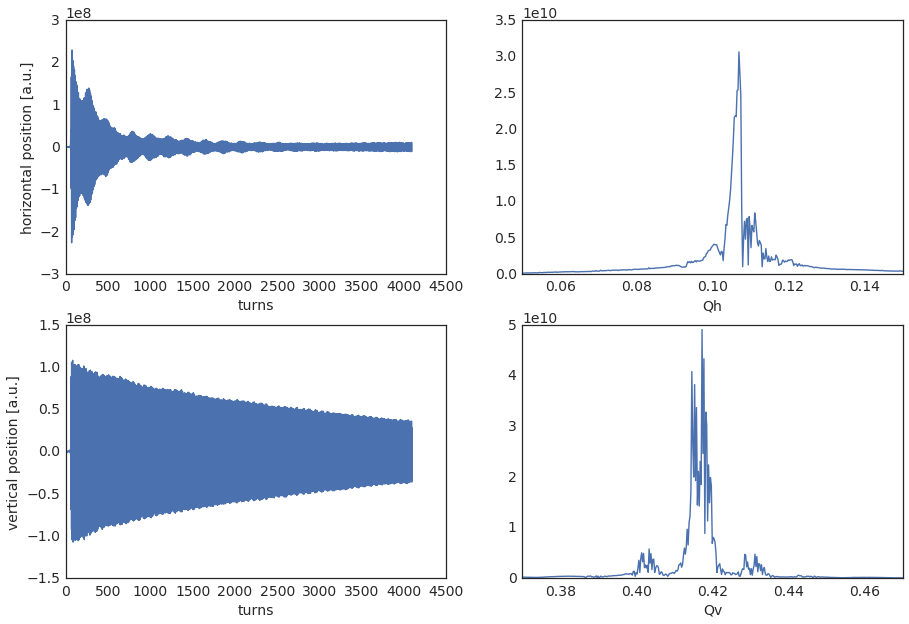 1e8
3
2
1
0
−1
−2
−3
horizontal position [a.u.]
0 500 1000 1500 2000 2500 3000 3500 4000 4500
turns
1e10
3.5
3.0
2.5
2.0
1.5
1.0
0.5
0.0
0.06 0.08 0.10 0.12 0.14
Qh
1e8
1.5
1.0
0.5
0.0
−0.5
−1.0
−1.5
vertical position [a.u.]
0 500 1000 1500 2000 2500 3000 3500 4000 4500
turns
1e10
5
4
3
2
1
0
0.38 0.40 0.42 0.44 0.46
Qv